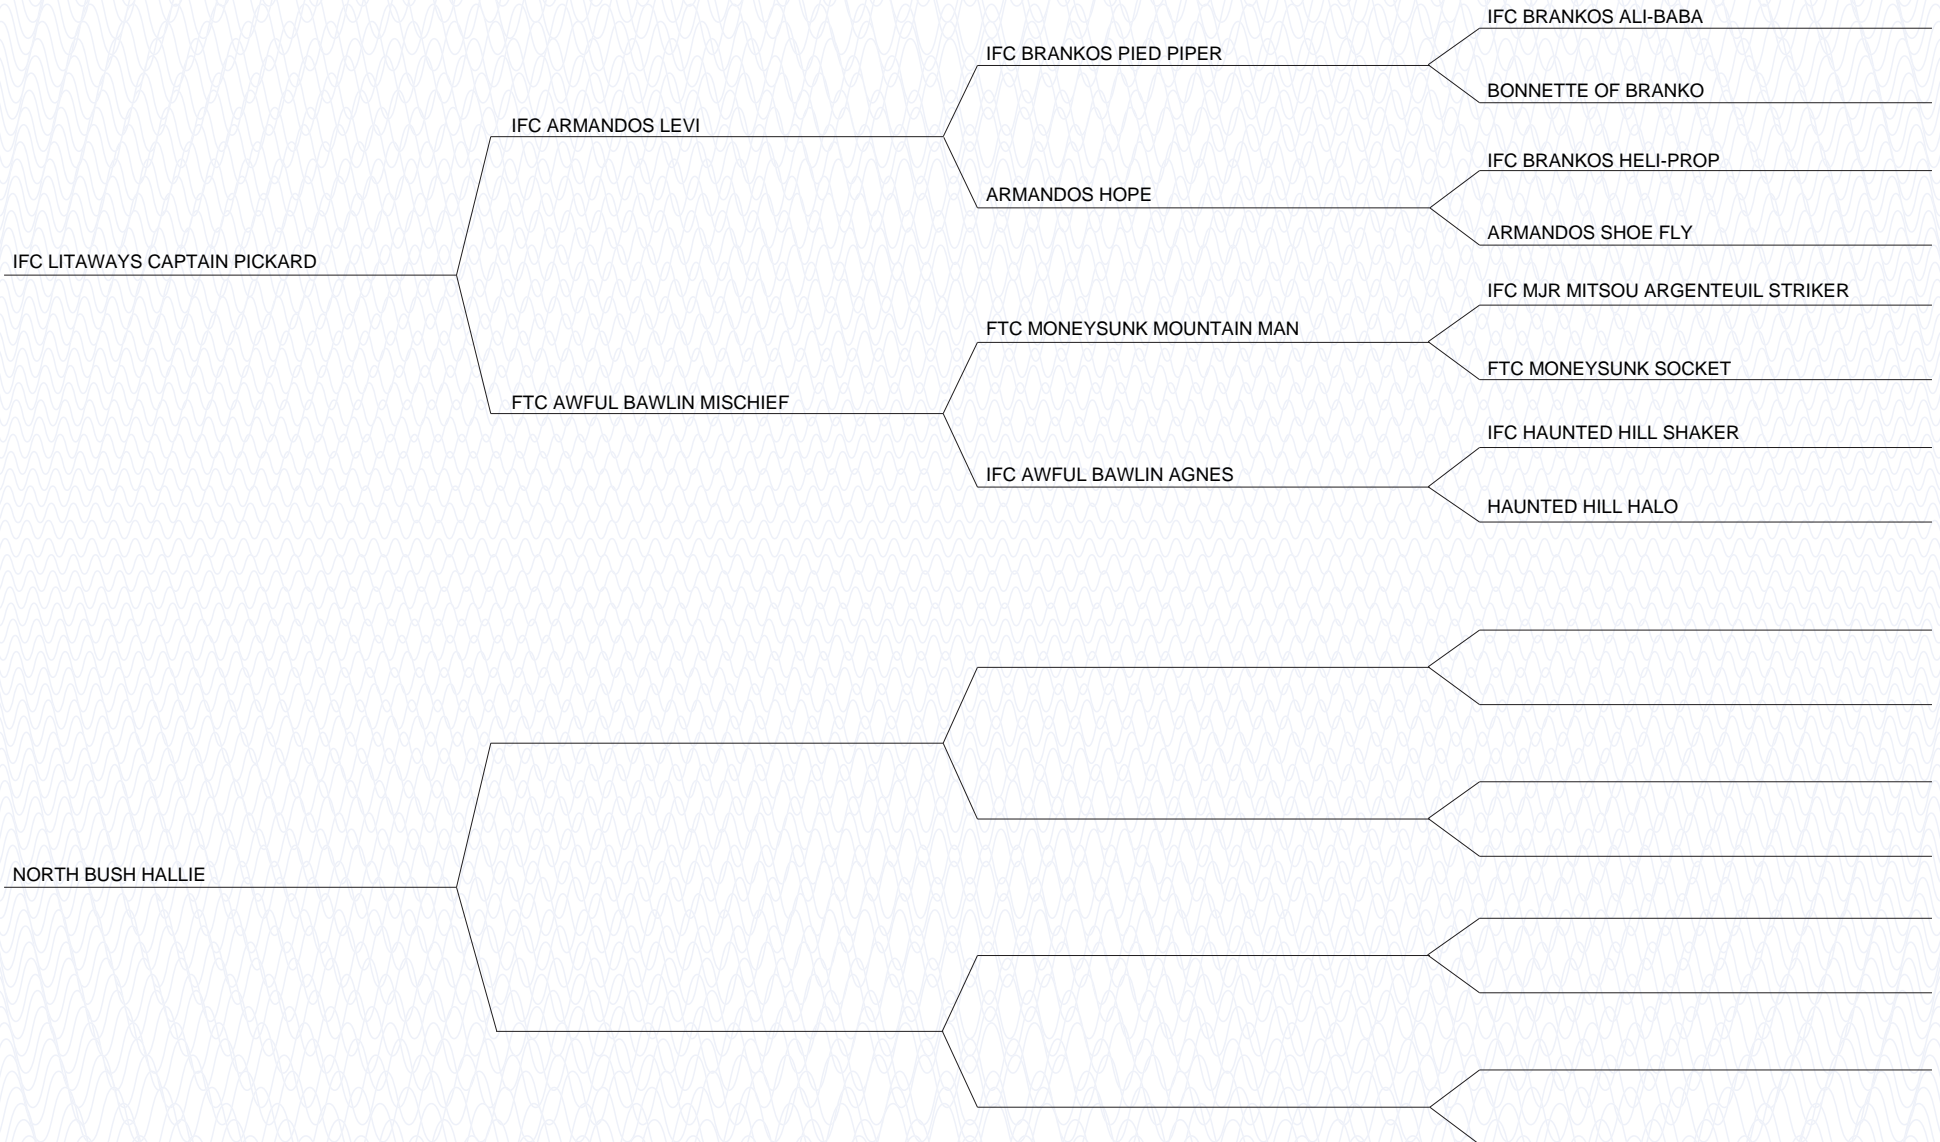 IFC BRANKOS ALI-BABA
IFC BRANKOS PIED PIPER
BONNETTE OF BRANKO
IFC ARMANDOS LEVI
IFC BRANKOS HELI-PROP
ARMANDOS HOPE
ARMANDOS SHOE FLY
IFC LITAWAYS CAPTAIN PICKARD
IFC MJR MITSOU ARGENTEUIL STRIKER
FTC MONEYSUNK MOUNTAIN MAN
FTC MONEYSUNK SOCKET
FTC AWFUL BAWLIN MISCHIEF
IFC HAUNTED HILL SHAKER
IFC AWFUL BAWLIN AGNES
HAUNTED HILL HALO
NORTH BUSH HALLIE